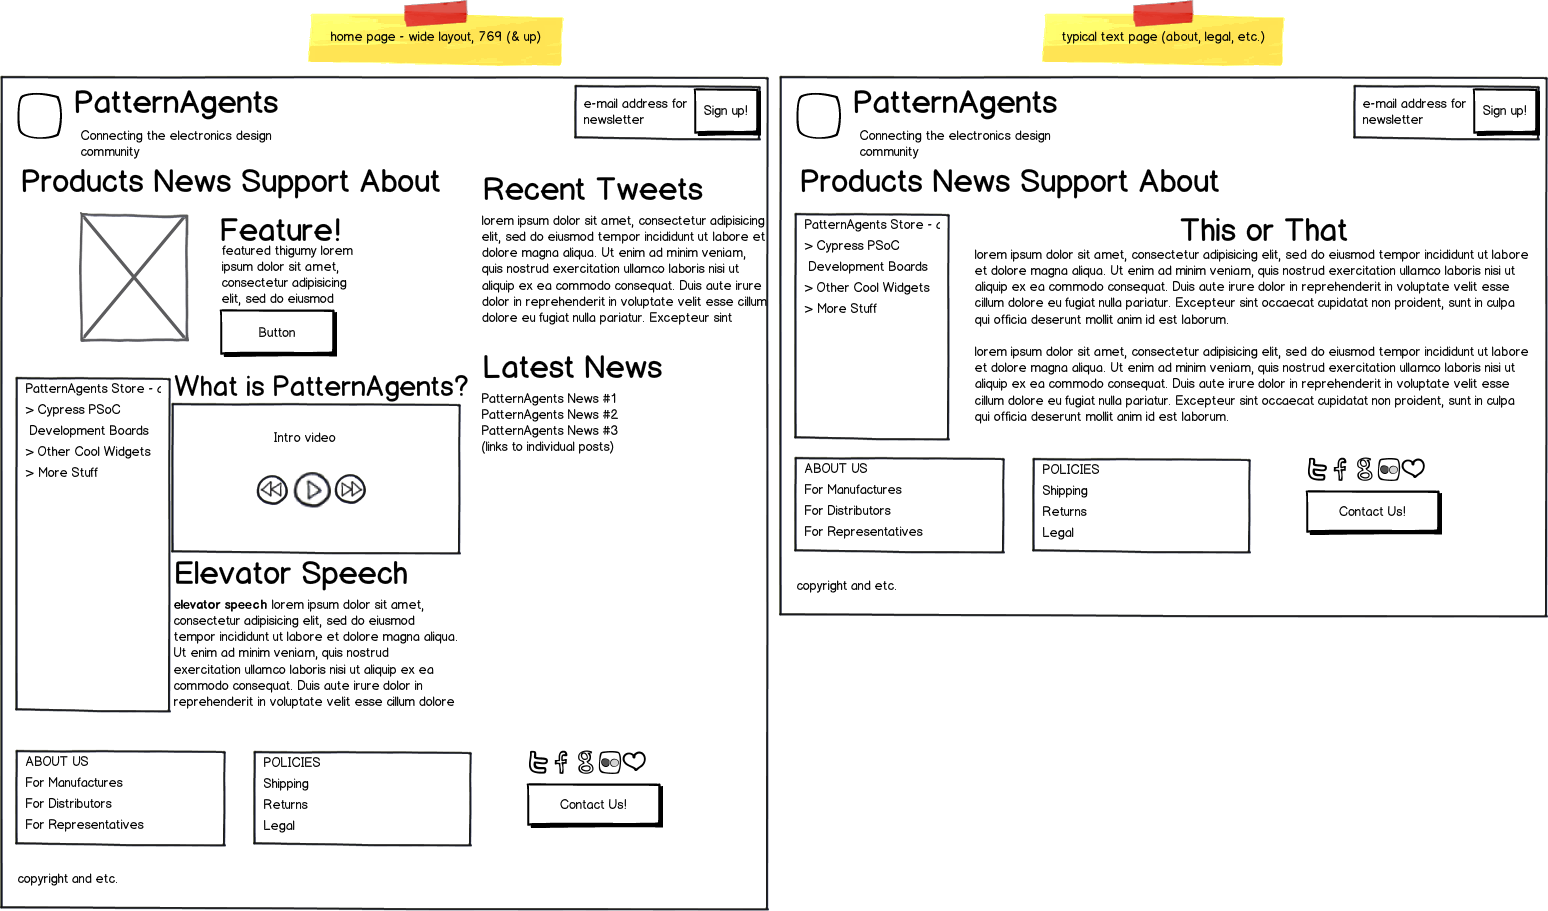 home page - wide layout, 769 (& up)
PatternAgents
Connecting the electronics design
community
e-mail address for
newsletter
Sign up!
Products News Support About
Feature!
featured thigumy lorem
ipsum dolor sit amet,
consectetur adipisicing
elit, sed do eiusmod
Button
Recent Tweets
lorem ipsum dolor sit amet, consectetur adipisicing
elit, sed do eiusmod tempor incididunt ut labore et
dolore magna aliqua. Ut enim ad minim veniam,
quis nostrud exercitation ullamco laboris nisi ut
aliquip ex ea commodo consequat. Duis aute irure
dolor in reprehenderit in voluptate velit esse cillum
dolore eu fugiat nulla pariatur. Excepteur sint
Latest News
PatternAgents News #1
PatternAgents News #2
PatternAgents News #3
(links to individual posts)
PatternAgents Store - c
> Cypress PSoC
Development Boards
> Other Cool Widgets
> More Stuff
What is PatternAgents?
Intro video
Elevator Speech
elevator speech lorem ipsum dolor sit amet,
consectetur adipisicing elit, sed do eiusmod
tempor incididunt ut labore et dolore magna aliqua.
Ut enim ad minim veniam, quis nostrud
exercitation ullamco laboris nisi ut aliquip ex ea
commodo consequat. Duis aute irure dolor in
reprehenderit in voluptate velit esse cillum dolore
ABOUT US
For Manufactures
For Distributors
For Representatives
POLICIES
Shipping
Returns
Legal
Contact Us!
copyright and etc.
typical text page (about, legal, etc.)
PatternAgents
Connecting the electronics design
community
e-mail address for
newsletter
Sign up!
Products News Support About
PatternAgents Store - c
> Cypress PSoC
Development Boards
> Other Cool Widgets
> More Stuff
This or That
lorem ipsum dolor sit amet, consectetur adipisicing elit, sed do eiusmod tempor incididunt ut labore
et dolore magna aliqua. Ut enim ad minim veniam, quis nostrud exercitation ullamco laboris nisi ut
aliquip ex ea commodo consequat. Duis aute irure dolor in reprehenderit in voluptate velit esse
cillum dolore eu fugiat nulla pariatur. Excepteur sint occaecat cupidatat non proident, sunt in culpa
qui officia deserunt mollit anim id est laborum.
lorem ipsum dolor sit amet, consectetur adipisicing elit, sed do eiusmod tempor incididunt ut labore
et dolore magna aliqua. Ut enim ad minim veniam, quis nostrud exercitation ullamco laboris nisi ut
aliquip ex ea commodo consequat. Duis aute irure dolor in reprehenderit in voluptate velit esse
cillum dolore eu fugiat nulla pariatur. Excepteur sint occaecat cupidatat non proident, sunt in culpa
qui officia deserunt mollit anim id est laborum.
ABOUT US
For Manufactures
For Distributors
For Representatives
POLICIES
Shipping
Returns
Legal
Contact Us!
copyright and etc.